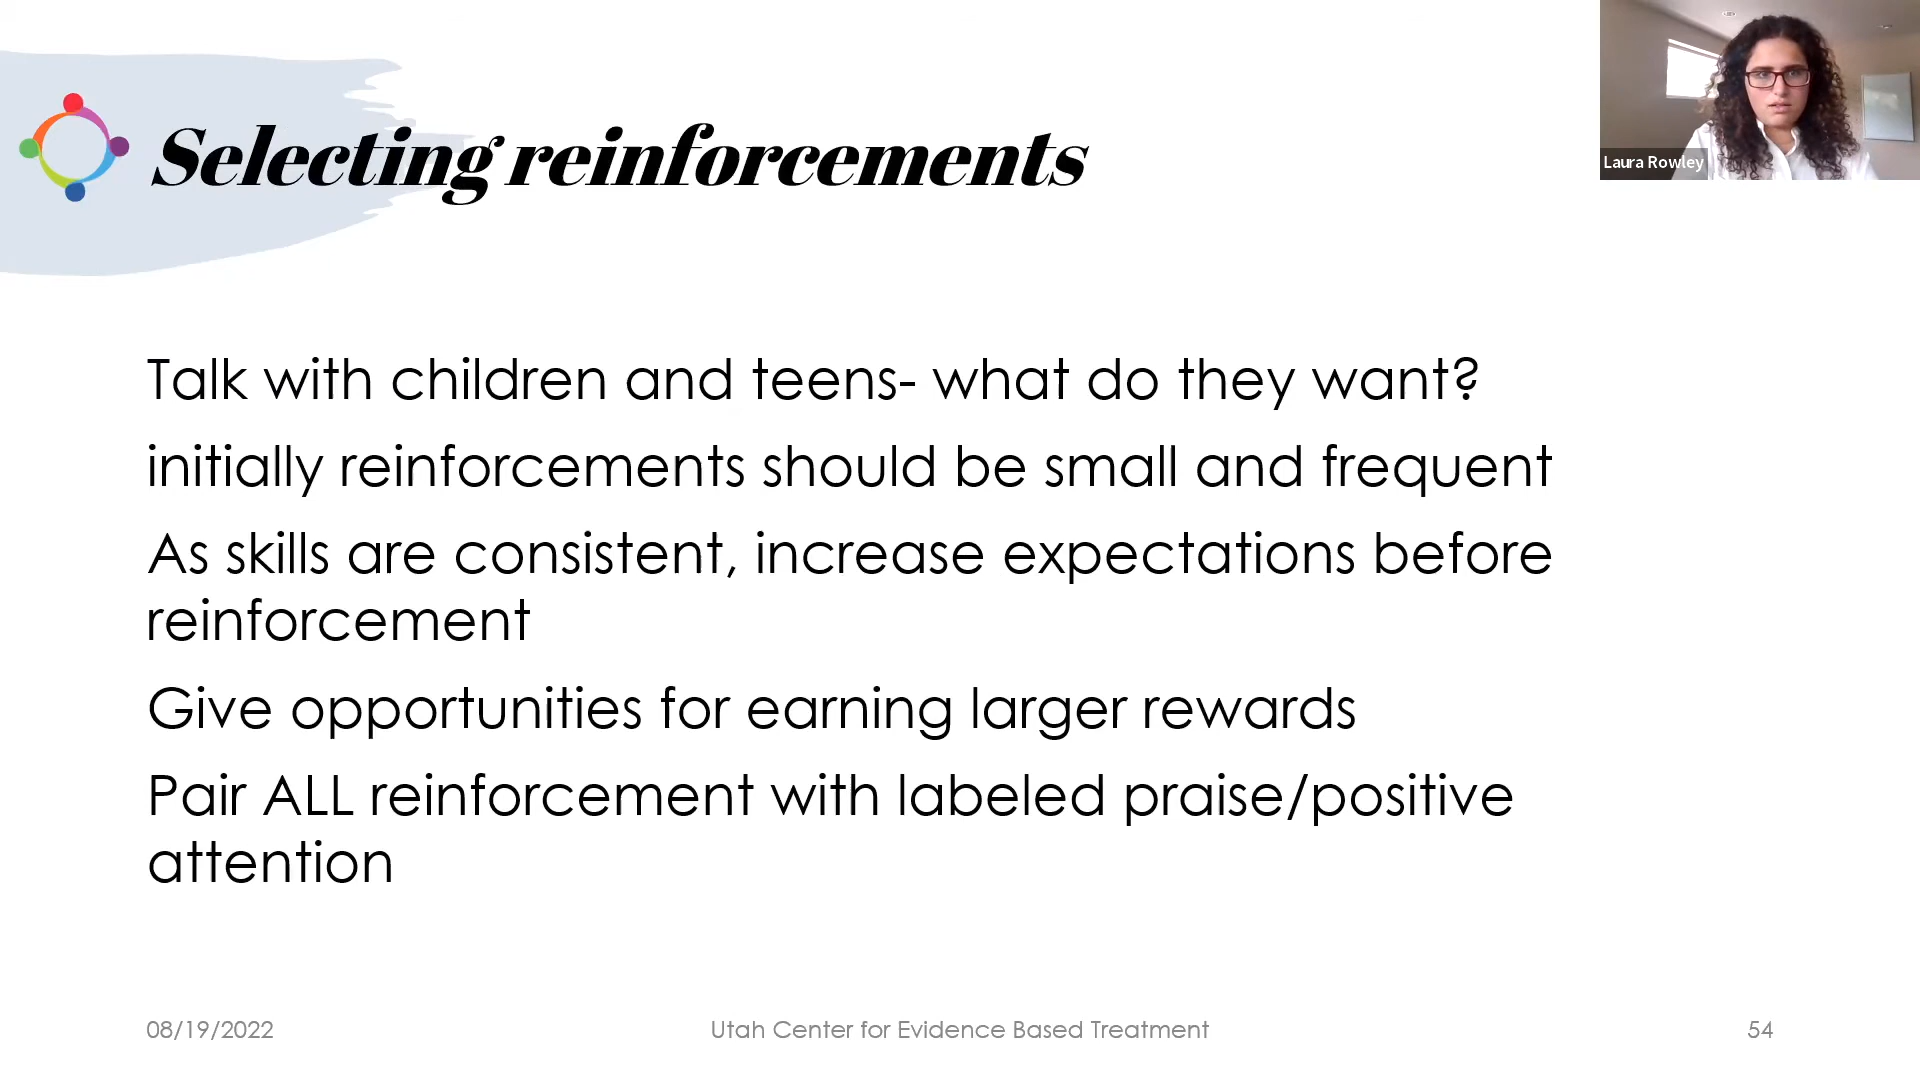 Selecting reinforcements
Laura Rowley
Talk with children and teens- what do they want?
initially reinforcements should be small and frequent
As skills are consistent, increase expectations before
reinforcement
Give opportunities for earning larger rewards
Pair ALL reinforcement with labeled praise/positive
attention
08/19/2022
Utah Center for Evidence Based Treatment
54